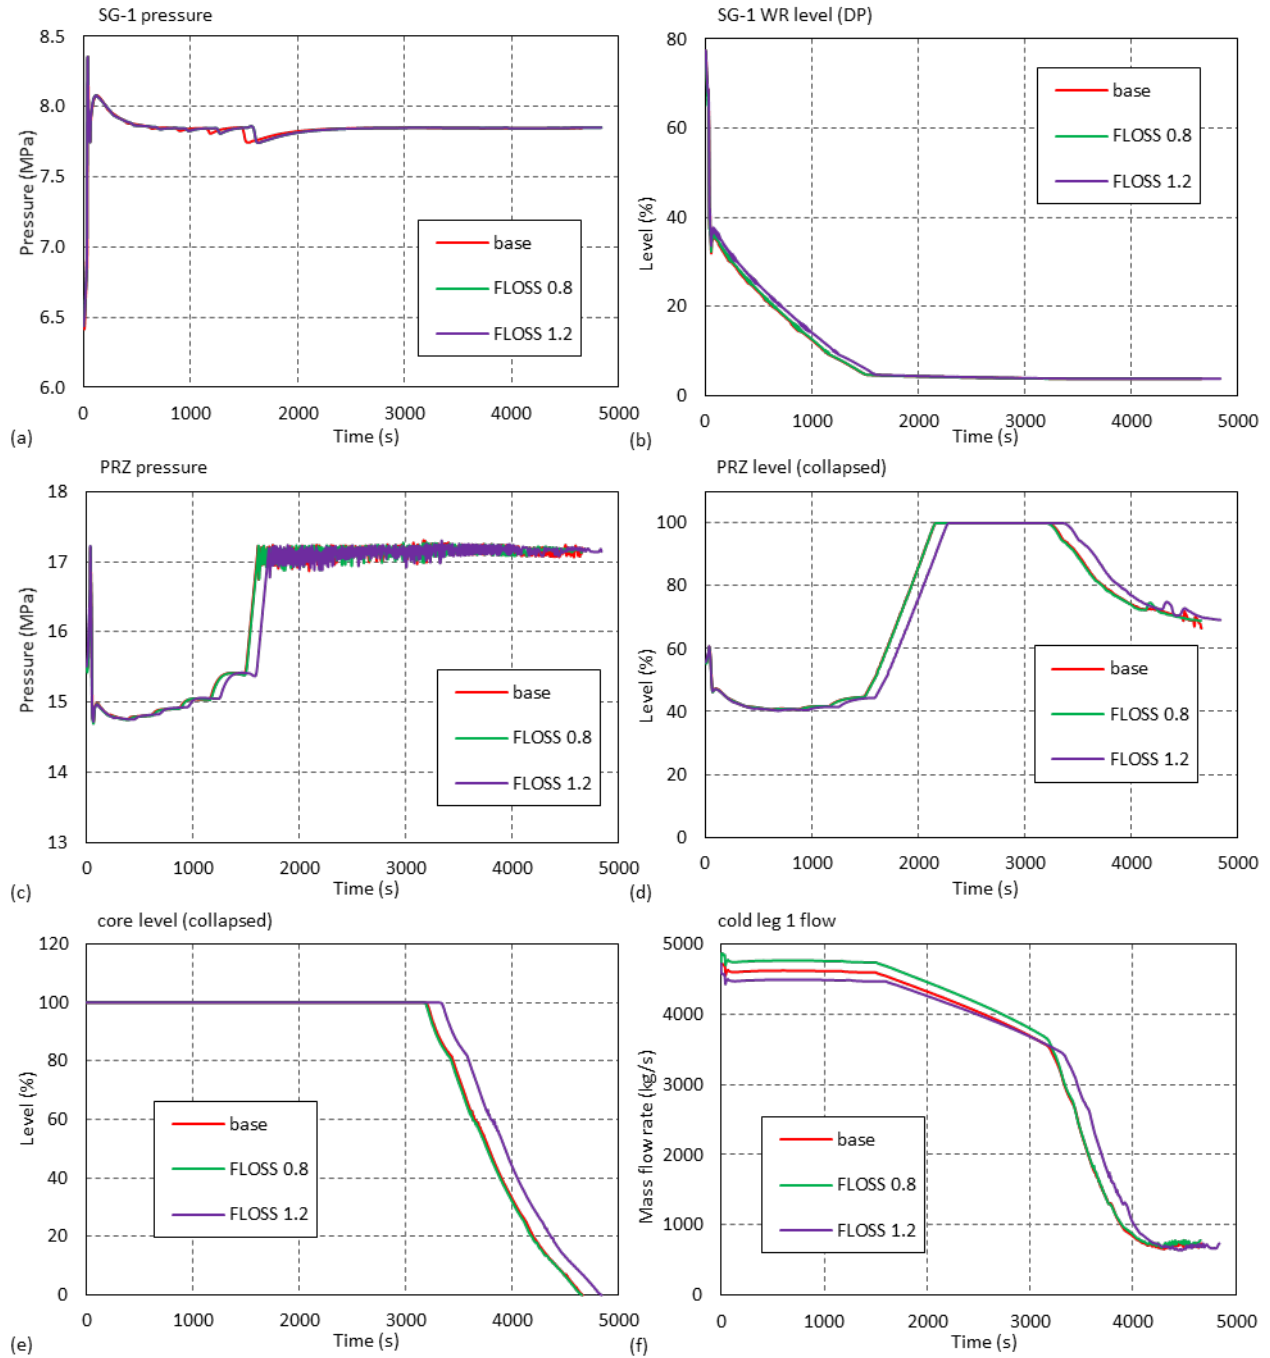 SG-1 pressure
8.5
8.0
7.5
7.0
6.5
6.0
Pressure (MPa)
base
FLOSS 0.8
FLOSS 1.2
0 1000 2000 3000 4000 5000
Time (s)
(a)
SG-1 WR level (DP)
80
60
40
20
0
Level (%)
base
FLOSS 0.8
FLOSS 1.2
0 1000 2000 3000 4000 5000
Time (s)
(b)
PRZ pressure
18
17
16
15
14
13
Pressure (MPa)
base
FLOSS 0.8
FLOSS 1.2
0 1000 2000 3000 4000 5000
Time (s)
(c)
PRZ level (collapsed)
100
80
60
40
20
0
Level (%)
base
FLOSS 0.8
FLOSS 1.2
0 1000 2000 3000 4000 5000
Time (s)
(d)
core level (collapsed)
120
100
80
60
40
20
0
Level (%)
base
FLOSS 0.8
FLOSS 1.2
0 1000 2000 3000 4000 5000
Time (s)
(e)
cold leg 1 flow
5000
4000
3000
2000
1000
0
Mass flow rate (kg/s)
base
FLOSS 0.8
FLOSS 1.2
0 1000 2000 3000 4000 5000
Time (s)
(f)